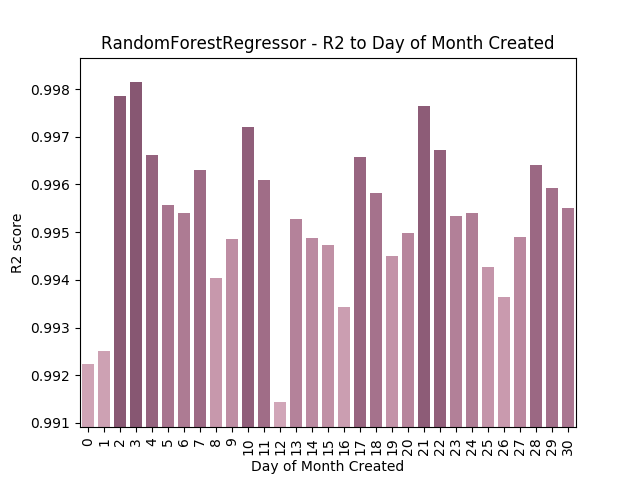 RandomForestRegressor - R2 to Day of Month Created
R2 score
0.998
0.997
0.996
0.995
0.994
0.993
0.992
0.991
0 1 2 3 4 5 6 7 8 9 10 11 12 13 14 15 16 17 18 19 20 21 22 23 24 25 26 27 28 29 30
Day of Month Created